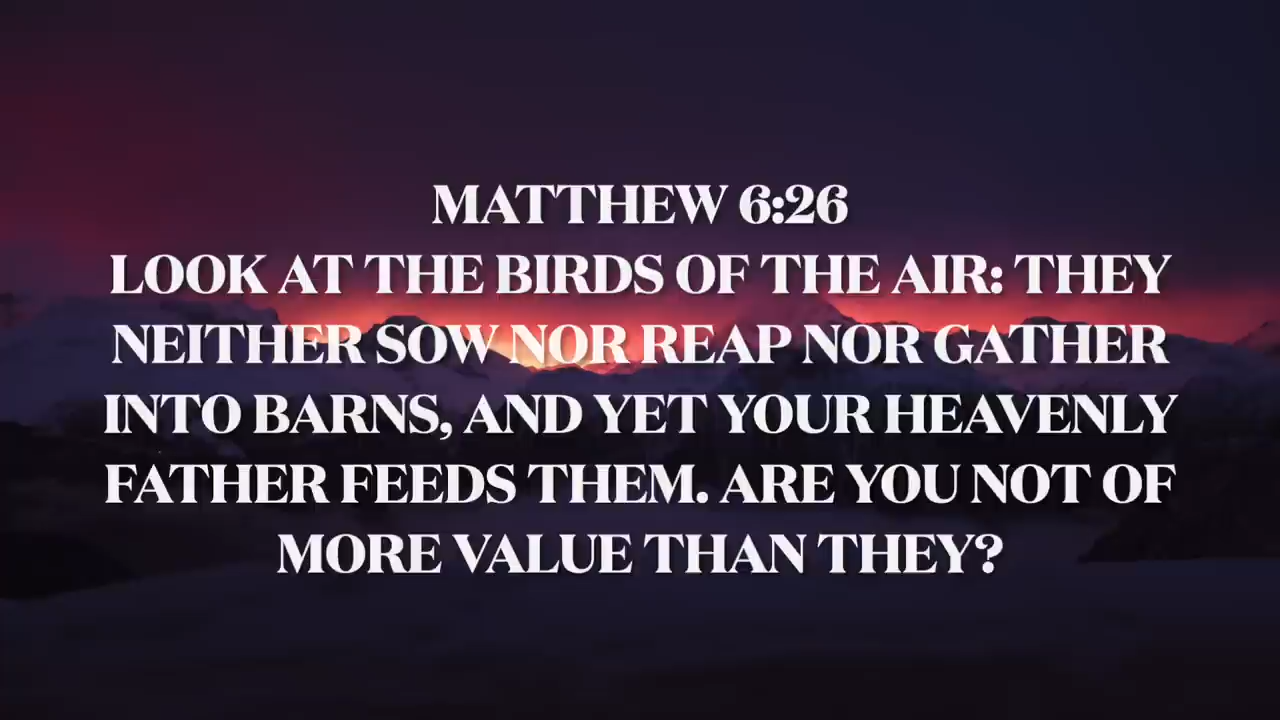 MATTHEW 6:26
LOOK AT THE BIRDS OF THE AIR: THEY
NEITHER SOW NOR REAP NOR GATHER
INTO BARNS, AND YET YOUR HEAVENLY
FATHER FEEDS THEM. ARE YOU NOT OF
MORE VALUE THAN THEY?